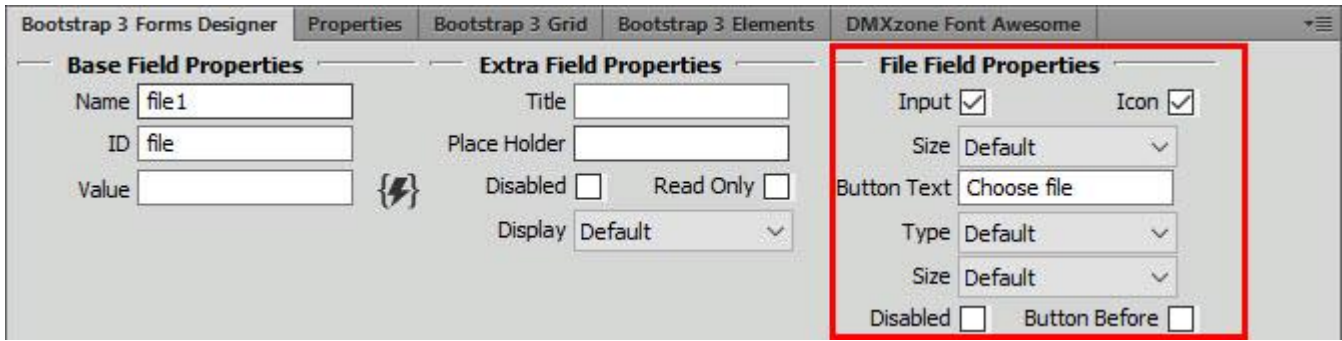 Bootstrap 3 Forms Designer Properties Bootstrap 3 Grid Bootstrap 3 Elements DMXzone Font Awesome
Base Field Properties Extra Field Properties File Field Properties
Name file1 Title Input Icon
ID file Place Holder Size Default
Value Disabled Read Only Button Text Choose file
Display Default Type Default
Size Default
Disabled Button Before